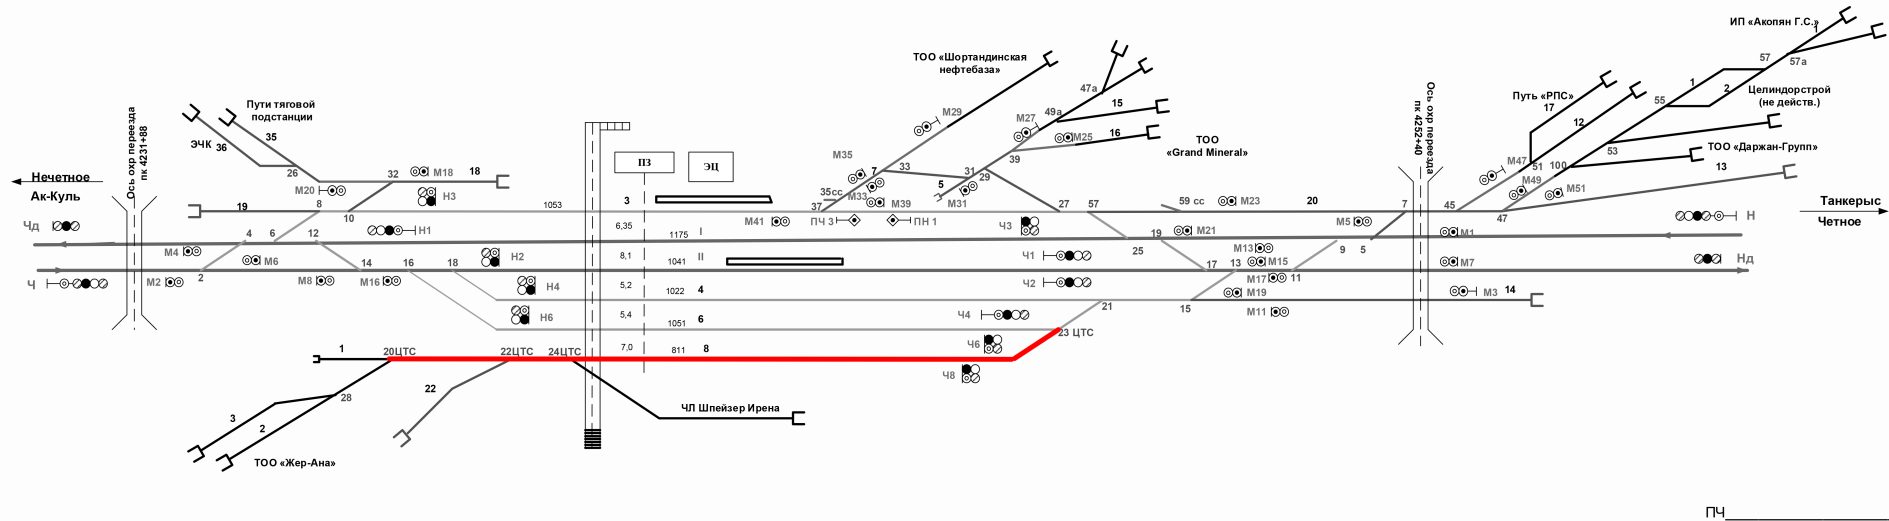 ИП «Акопян Г.С.»
1
57
57а
ТОО «Шортандинская
нефтебаза»
47а
1
2
Целиндорстрой
(не действ.)
Ось охр переезда
пк 4231+88
Пути тяговой
подстанции
35
ЭЧК 36
М29
49а
15
М27
М25
16
39
ТОО
«Grand Mineral»
Ось охр переезда
пк 4252+40
Путь «РПС»
17
12
55
53
ТОО «Даржан-Групп»
13
Нечетное
Ак-Куль
26
32
М18
18
М20
Н3
ПЗ
ЭЦ
М35
7
33
31
29
5
М31
35сс
М33
37
М39
М47
51
100
М49
М51
Танкерыс
Четное
19
8
10
1053
3
27
57
59 сс
М23
20
7
45
47
Чд
4
6
12
Н1
6,35
1175
I
М41
ПЧ 3
ПН 1
Ч3
19
М21
М5
М1
Н
М4
М6
Н2
8,1
1041
II
Ч1
25
М13
М15
9
5
М7
Нд
Ч
М2
2
М8
14
М16
16
18
Н4
5,2
1022
4
Ч2
17
13
М17
11
М19
М3
14
Н6
5,4
1051
6
Ч4
21
15
М11
1
20ЦТС
22ЦТС
24ЦТС
7,0
811
8
Ч6
23 ЦТС
Ч8
28
22
3
2
ЧЛ Шпейзер Ирена
ТОО «Жер-Ана»
ПЧ